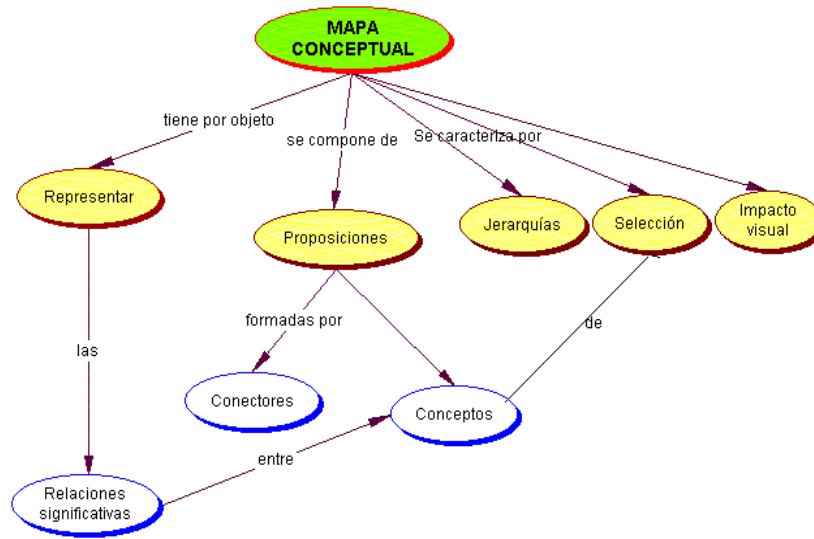 MAPA
CONCEPTUAL
tiene por objeto
se compone de
Se caracteriza por
Representar
Proposiciones
Jerarquías
Selección
Impacto
visual
formadas por
de
las
Conectores
Conceptos
entre
Relaciones
significativas